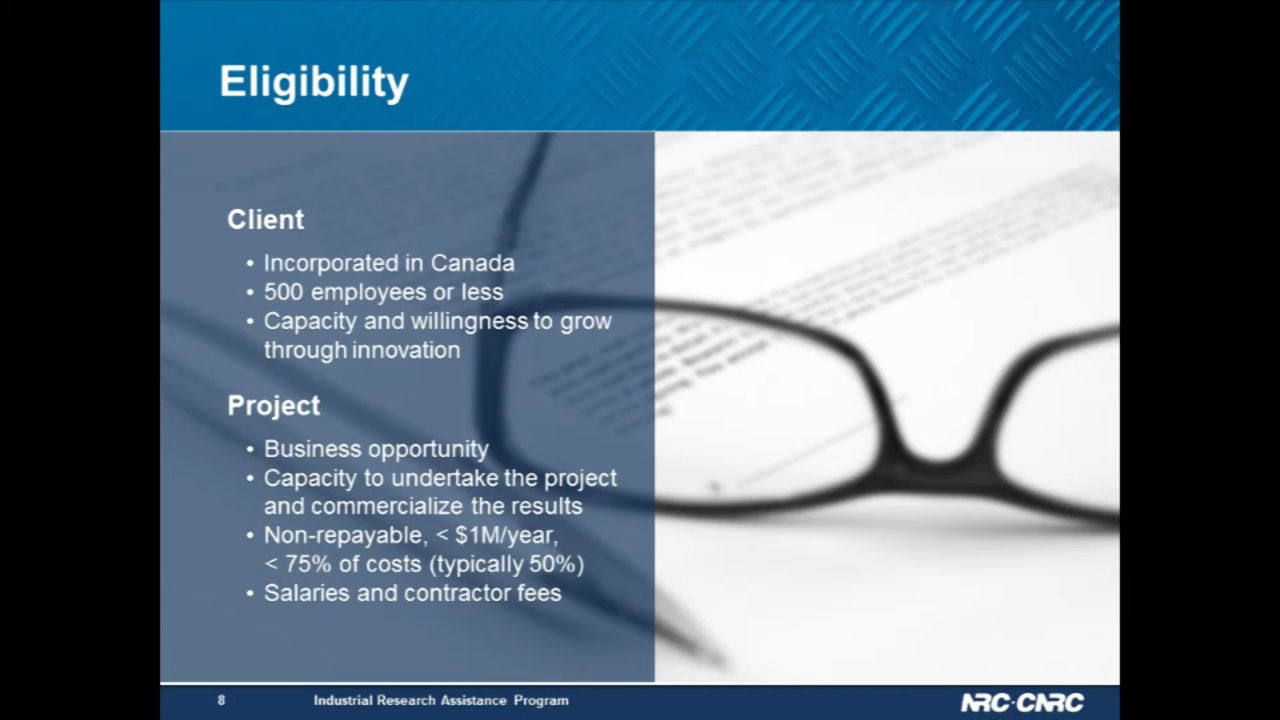 Eligibility
Client
• Incorporated in Canada
• 500 employees or less
• Capacity and willingness to grow
through innovation
Project
• Business opportunity
• Capacity to undertake the project
and commercialize the results
• Non-repayable, < $1M/year,
< 75% of costs (typically 50%)
• Salaries and contractor fees
8 Industrial Research Assistance Program NRC·CNRC